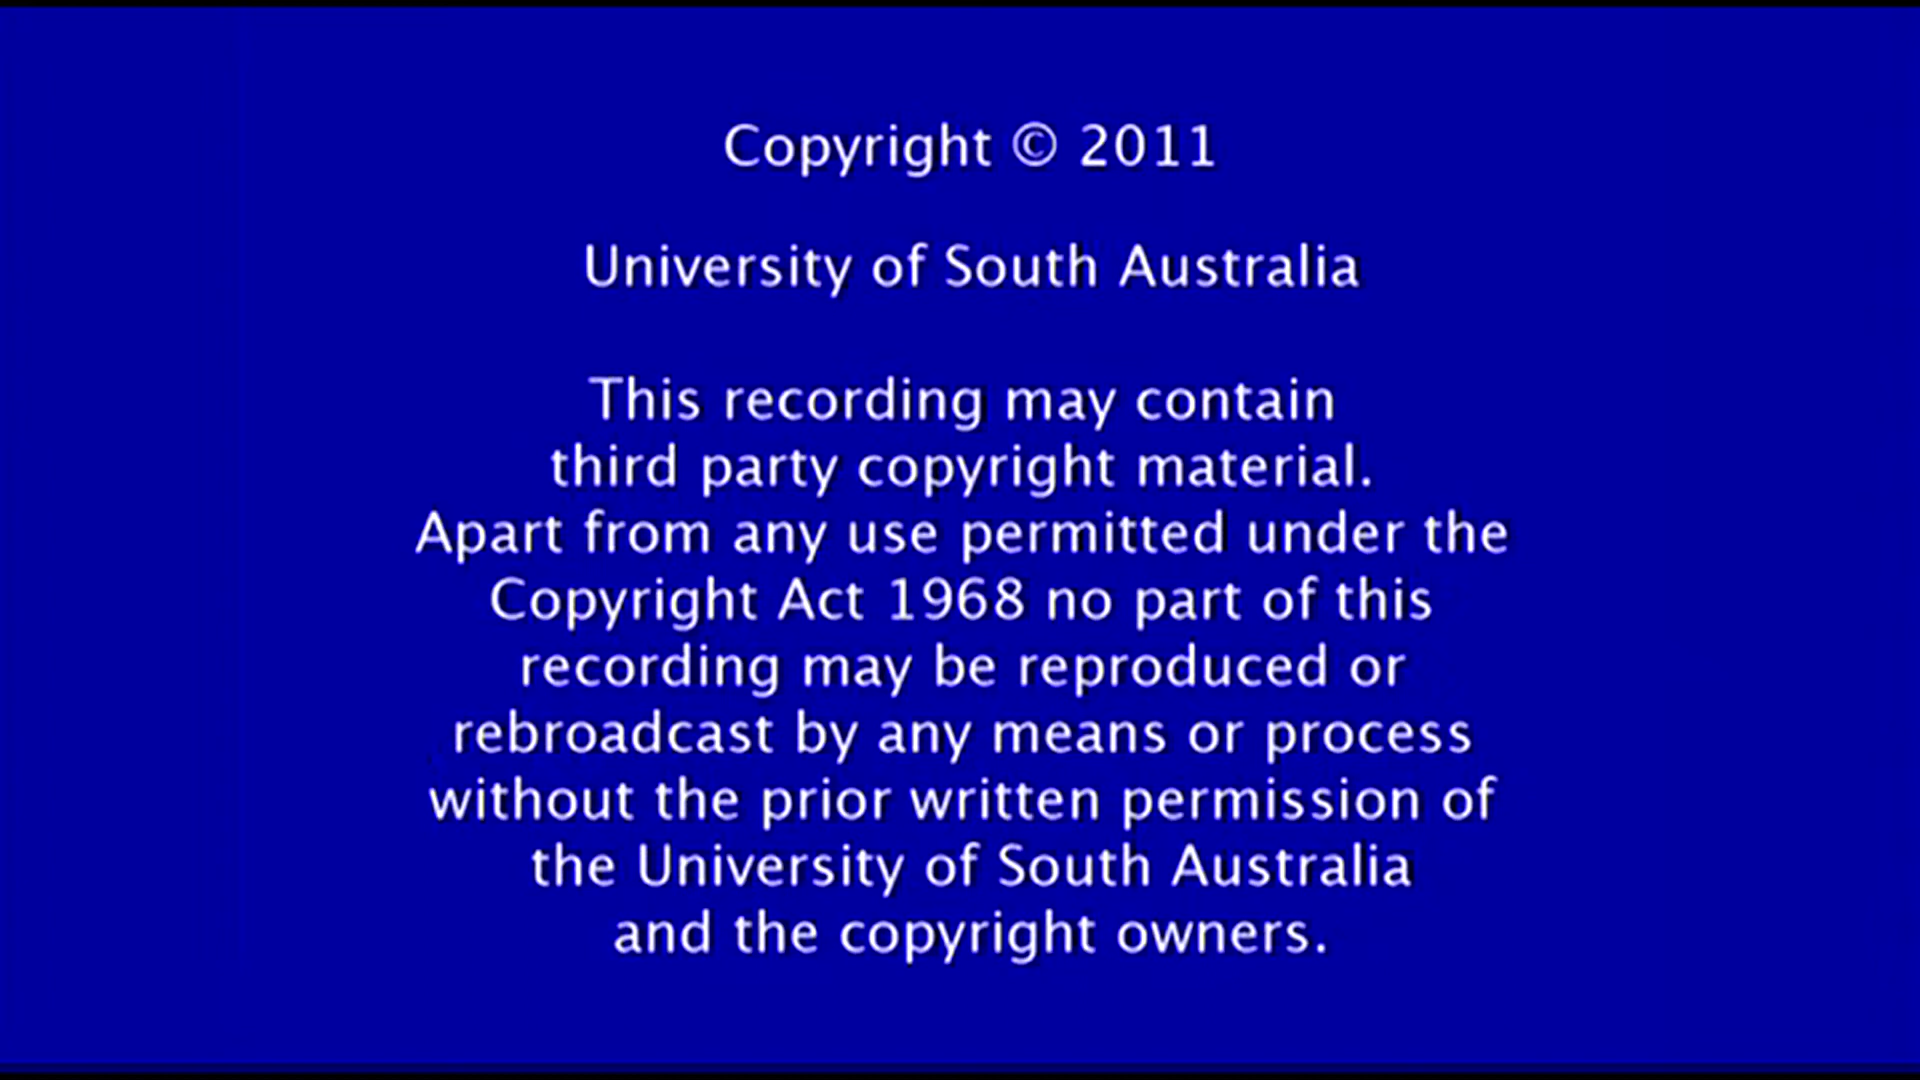 Copyright © 2011
University of South Australia
This recording may contain
third party copyright material.
Apart from any use permitted under the
Copyright Act 1968 no part of this
recording may be reproduced or
rebroadcast by any means or process
without the prior written permission of
the University of South Australia
and the copyright owners.